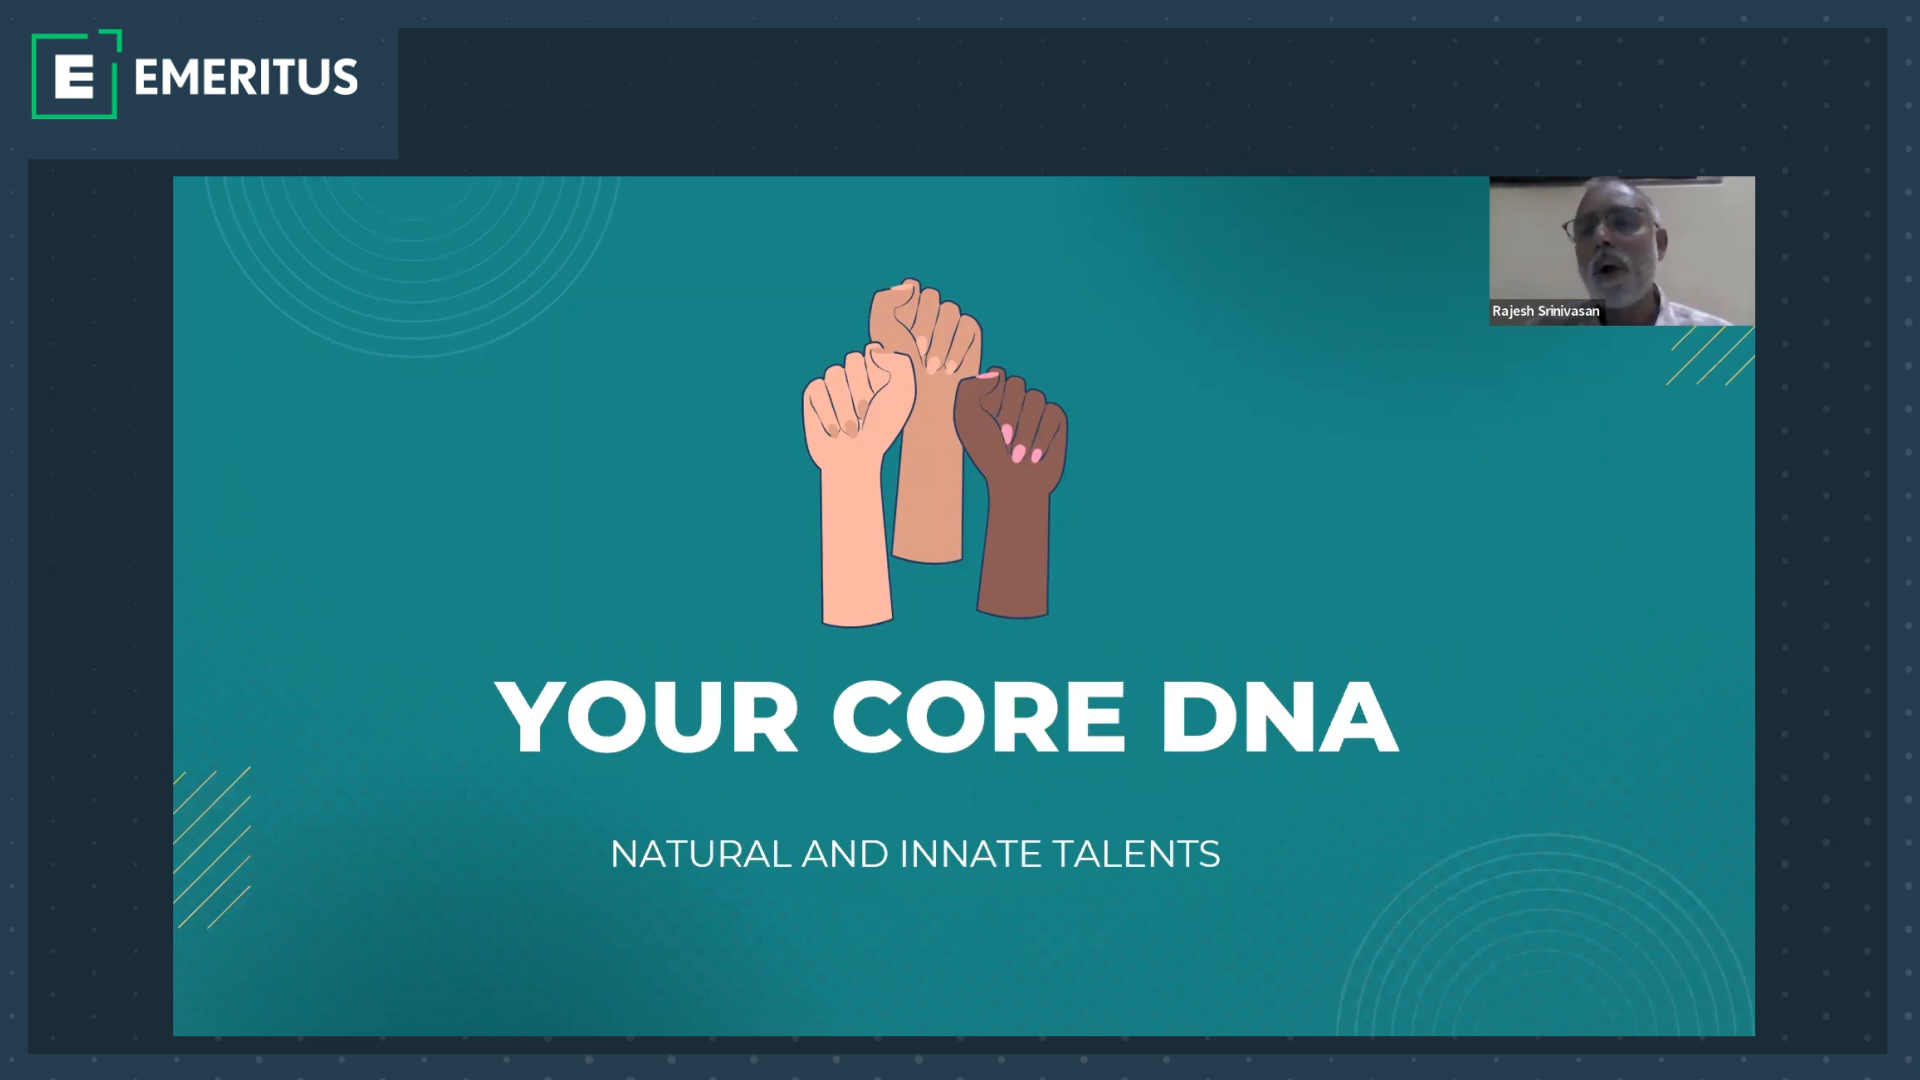 E EMERITUS
Rajesh Srinivasan
YOUR CORE DNA
NATURAL AND INNATE TALENTS